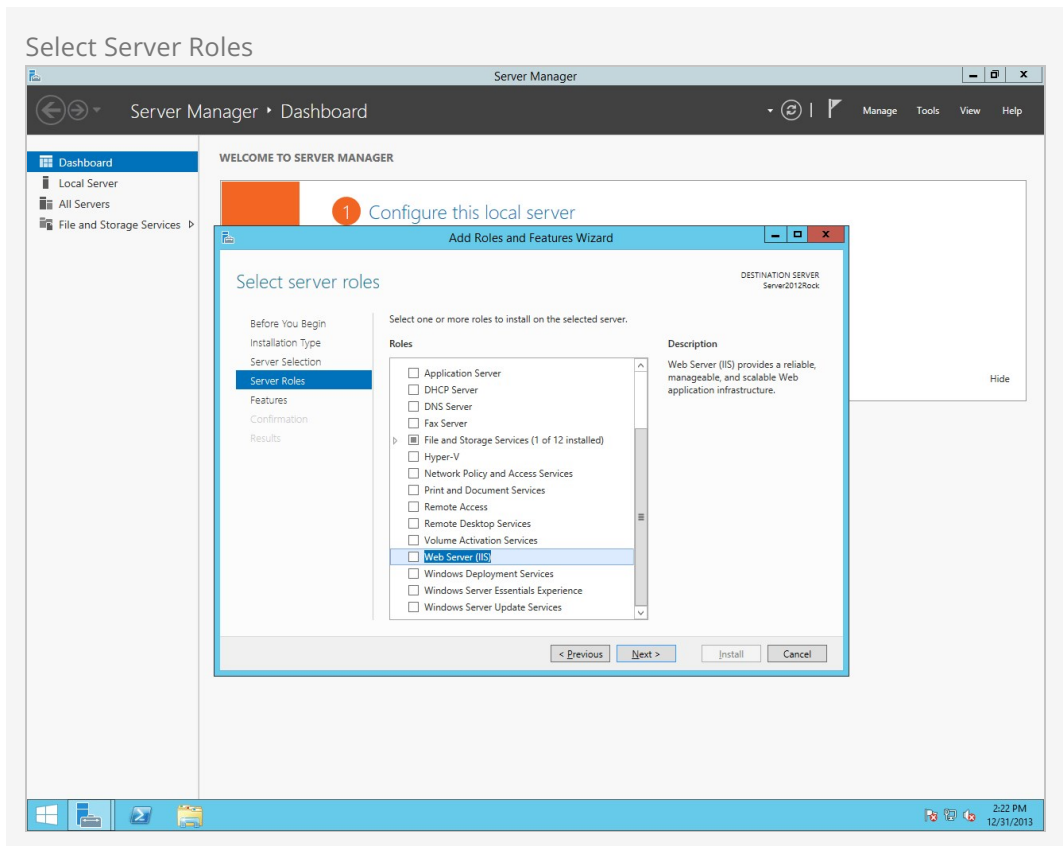 Select Server Roles
Server Manager
Server Manager • Dashboard
Manage Tools View Help
Dashboard
Local Server
All Servers
File and Storage Services
WELCOME TO SERVER MANAGER
1 Configure this local server
Hide
Add Roles and Features Wizard
Select server roles
DESTINATION SERVER
Server2012Rock
Before You Begin
Installation Type
Server Selection
Server Roles
Features
Confirmation
Results
Select one or more roles to install on the selected server.
Roles
Application Server
DHCP Server
DNS Server
Fax Server
File and Storage Services (1 of 12 installed)
Hyper-V
Network Policy and Access Services
Print and Document Services
Remote Access
Remote Desktop Services
Volume Activation Services
Web Server (IIS)
Windows Deployment Services
Windows Server Essentials Experience
Windows Server Update Services
Description
Web Server (IIS) provides a reliable,
manageable, and scalable Web
application infrastructure.
< Previous Next > Install Cancel
2:22 PM
12/31/2013